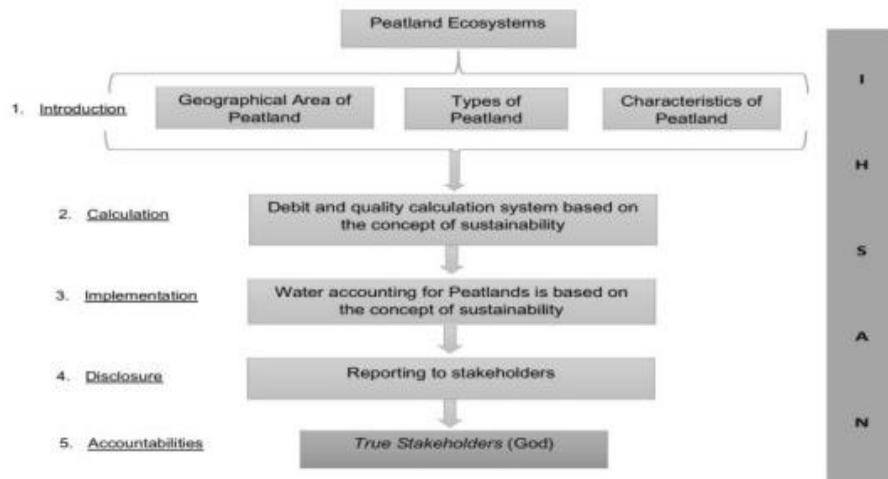 Peatland Ecosystems
1. Introduction
Geographical Area of
Peatland
Types of
Peatland
Characteristics of
Peatland
2. Calculation
Debit and quality calculation system based on
the concept of sustainability
3. Implementation
Water accounting for Peatlands is based on
the concept of sustainability
4. Disclosure
Reporting to stakeholders
5. Accountabilities
True Stakeholders (God)
I
H
S
A
N